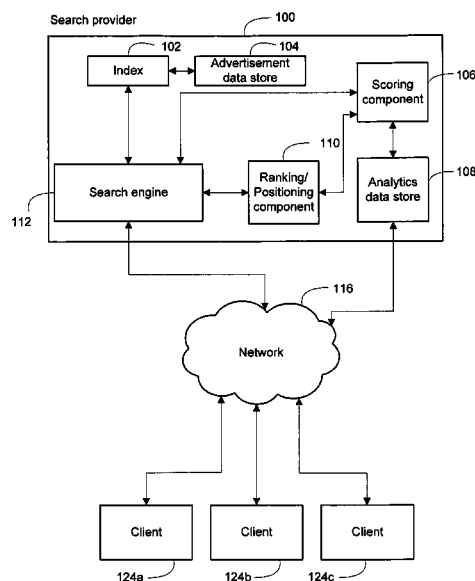 Search provider
100
102
104
Index
Advertisement
data store
Scoring
component
106
110
Search engine
Ranking/
Positioning
component
Analytics
data store
108
112
116
Network
Client
Client
Client
124a
124b
124c